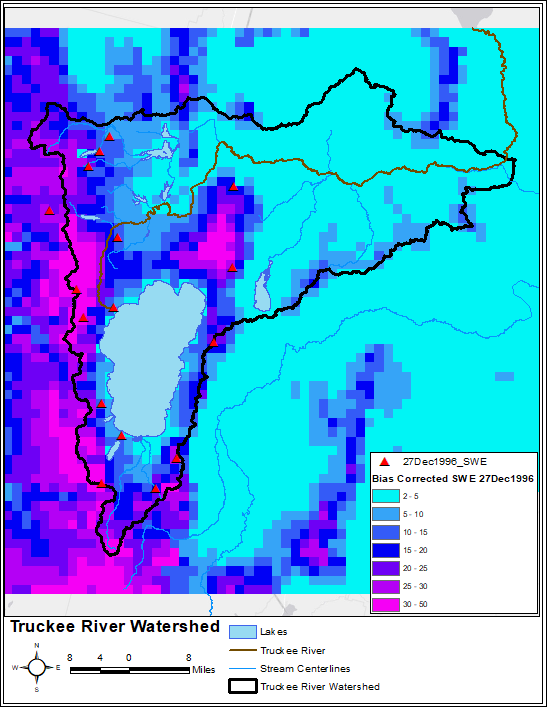 27Dec1996_SWE
Bias Corrected SWE 27Dec1996
2 - 5
5 - 10
10 - 15
15 - 20
20 - 25
25 - 30
30 - 50
Truckee River Watershed
N
W E
S
8 4 0 8
Miles
Lakes
Truckee River
Stream Centerlines
Truckee River Watershed